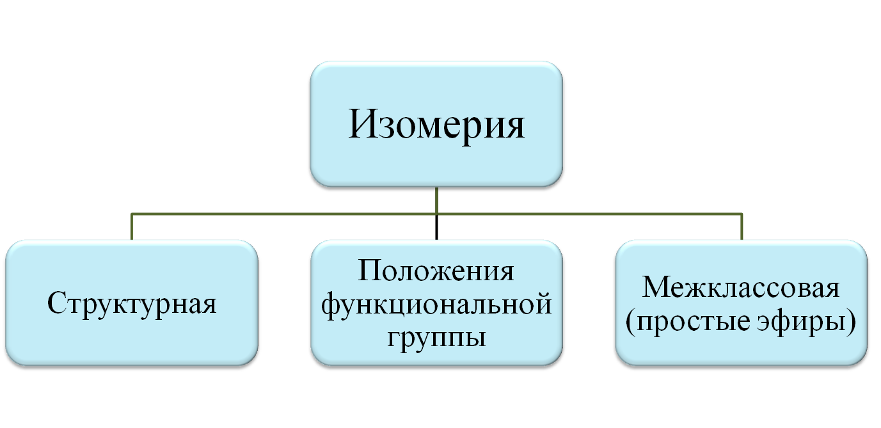 Изомерия
Структурная
Положения
функциональной
группы
Межклассовая
(простые эфиры)